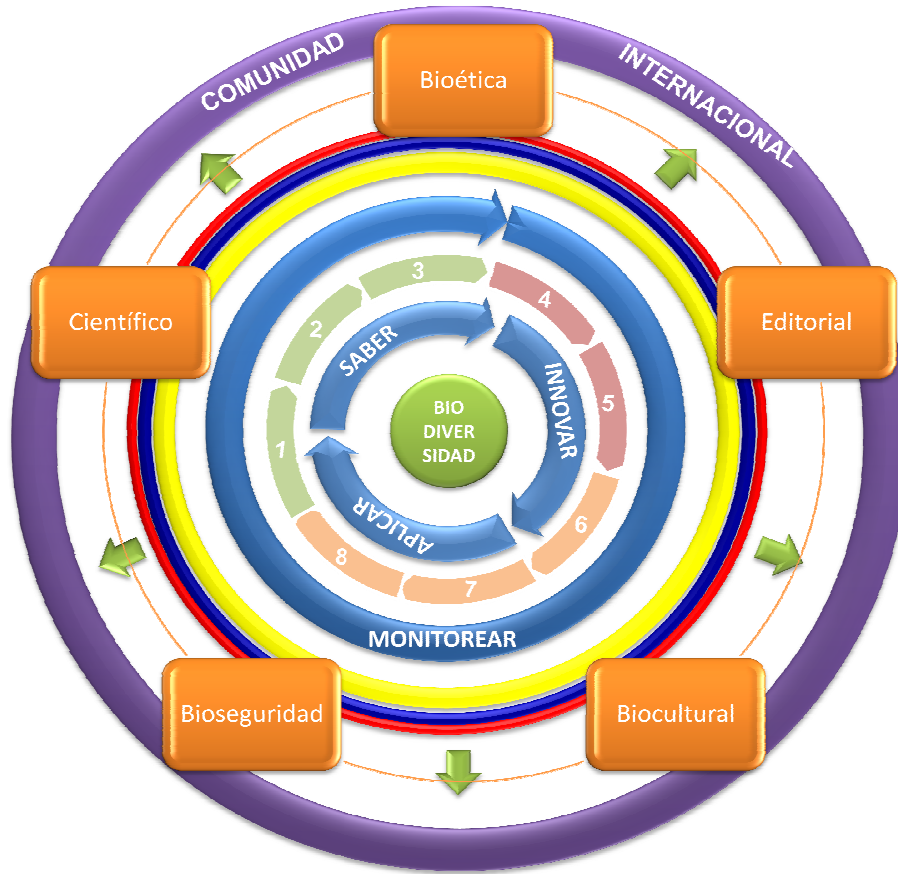 COMUNIDAD
INTERNACIONAL
Bioética
Científico
Editorial
Bioseguridad
Biocultural
MONITOREAR
1
2
3
4
5
6
7
8
SABER
INNOVAR
APLICAR
BIO
DIVER
SIDAD